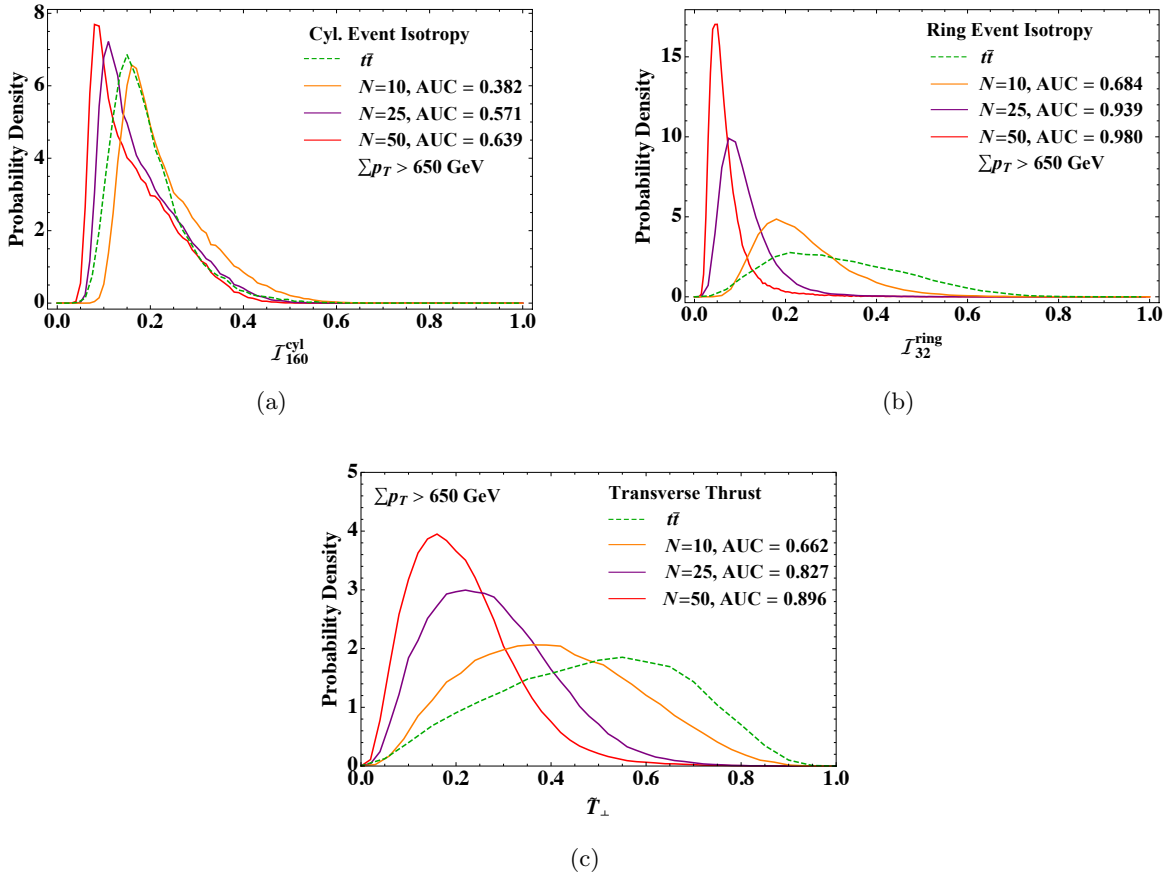 Cyl. Event Isotropy
tt̄
N=10, AUC = 0.382
N=25, AUC = 0.571
N=50, AUC = 0.639
∑p_T > 650 GeV
Probability Density
8
6
4
2
0
0.0 0.2 0.4 0.6 0.8 1.0
I^cyl_160
(a)
Ring Event Isotropy
tt̄
N=10, AUC = 0.684
N=25, AUC = 0.939
N=50, AUC = 0.980
∑p_T > 650 GeV
Probability Density
15
10
5
0
0.0 0.2 0.4 0.6 0.8 1.0
I^ring_32
(b)
∑p_T > 650 GeV
Transverse Thrust
tt̄
N=10, AUC = 0.662
N=25, AUC = 0.827
N=50, AUC = 0.896
Probability Density
5
4
3
2
1
0
0.0 0.2 0.4 0.6 0.8 1.0
T̃_⊥
(c)